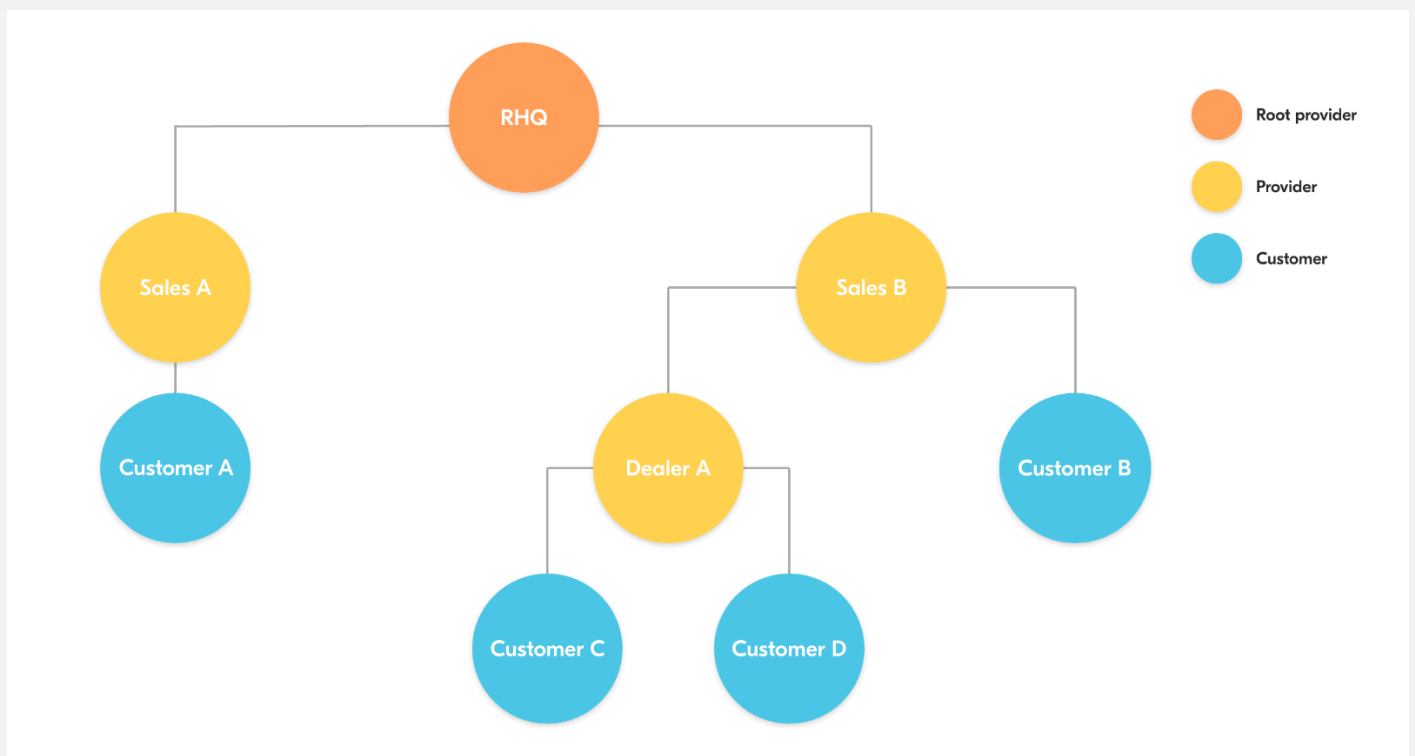 RHQ
Root provider
Provider
Customer
Sales A
Sales B
Customer A
Dealer A
Customer B
Customer C
Customer D